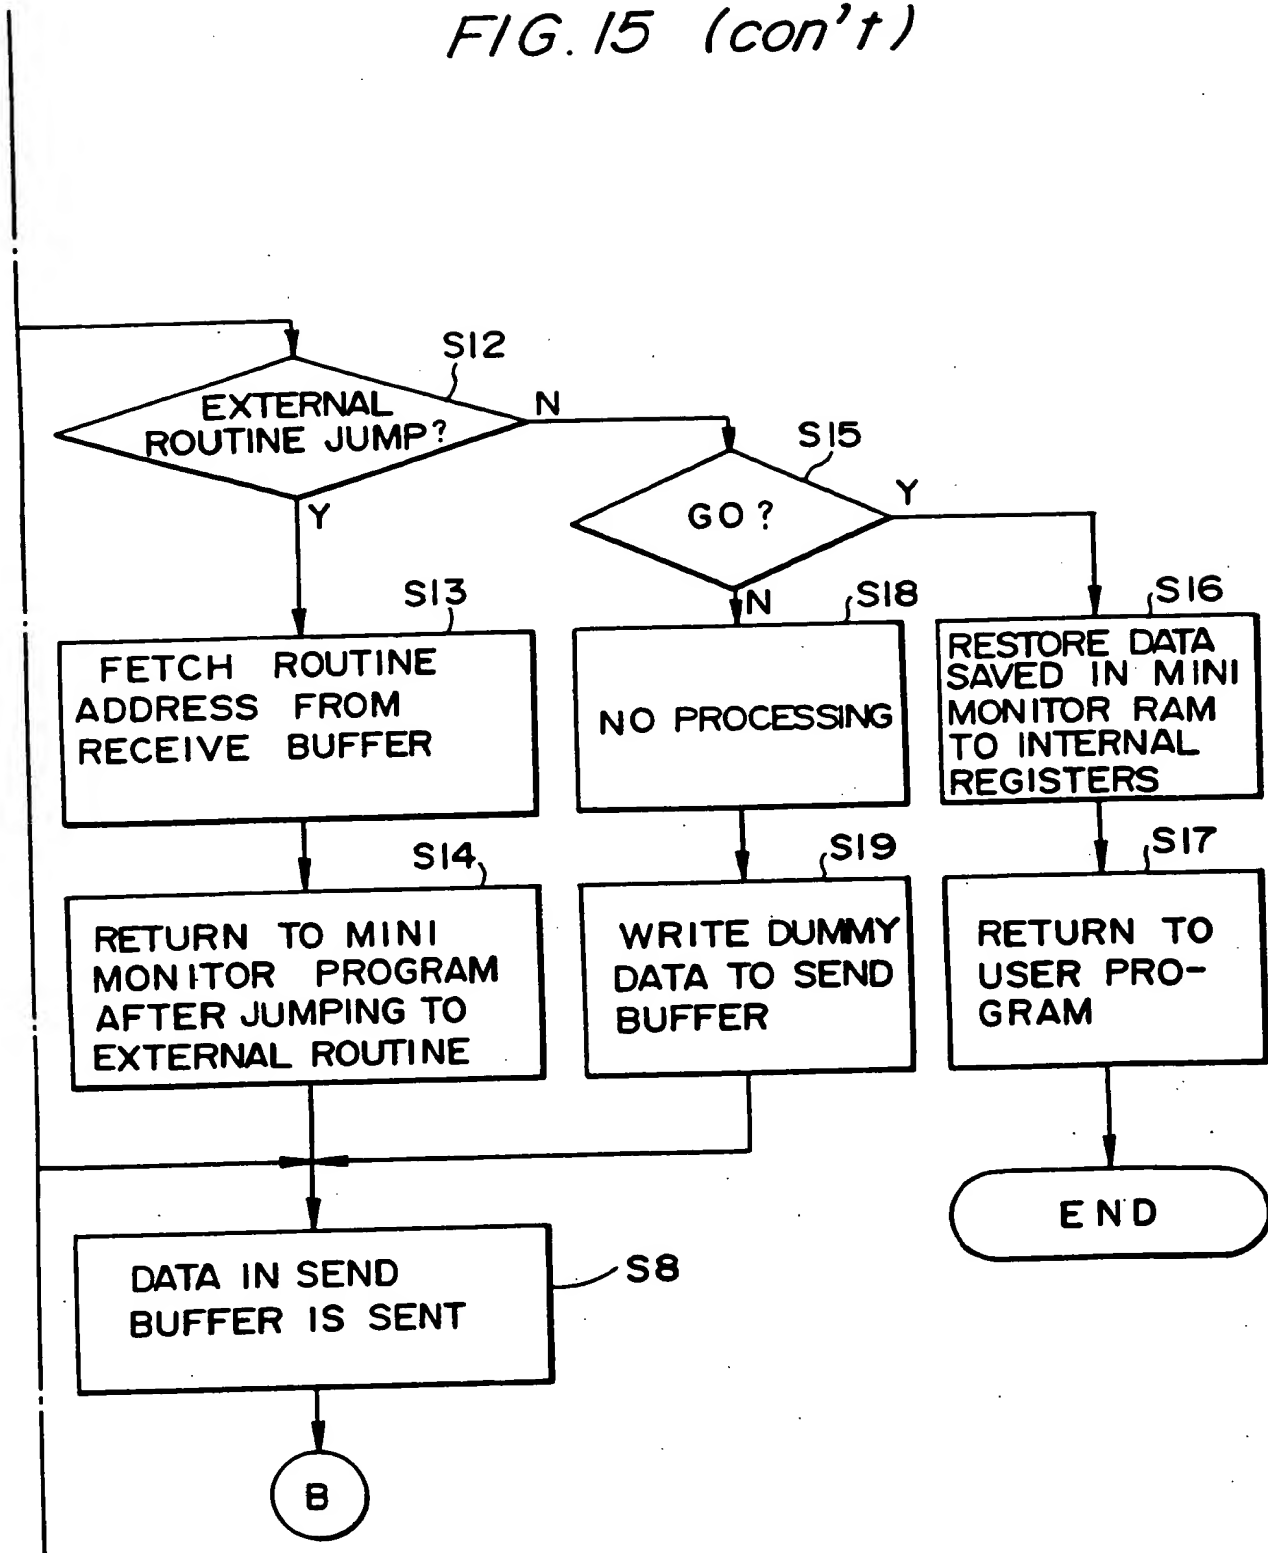 FIG. 15 (con't)
S12
EXTERNAL
ROUTINE JUMP?
N
Y
S15
GO?
Y
N
S13
FETCH ROUTINE
ADDRESS FROM
RECEIVE BUFFER
S18
NO PROCESSING
S16
RESTORE DATA
SAVED IN MINI
MONITOR RAM
TO INTERNAL
REGISTERS
S14
RETURN TO MINI
MONITOR PROGRAM
AFTER JUMPING TO
EXTERNAL ROUTINE
S19
WRITE DUMMY
DATA TO SEND
BUFFER
S17
RETURN TO
USER PRO-
GRAM
END
S8
DATA IN SEND
BUFFER IS SENT
B